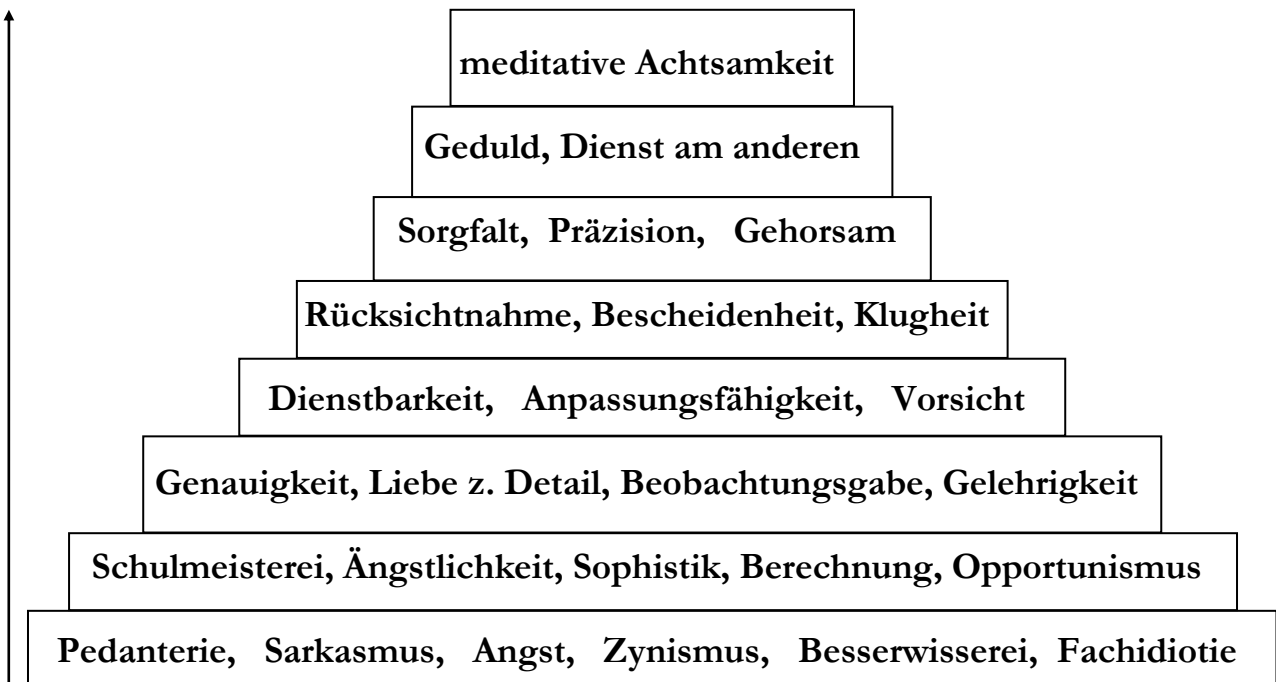 meditative Achtsamkeit
Geduld, Dienst am anderen
Sorgfalt, Präzision, Gehorsam
Rücksichtnahme, Bescheidenheit, Klugheit
Dienstbarkeit, Anpassungsfähigkeit, Vorsicht
Genauigkeit, Liebe z. Detail, Beobachtungsgabe, Gelehrigkeit
Schulmeisterei, Ängstlichkeit, Sophistik, Berechnung, Opportunismus
Pedanterie, Sarkasmus, Angst, Zynismus, Besserwisserei, Fachidiotie